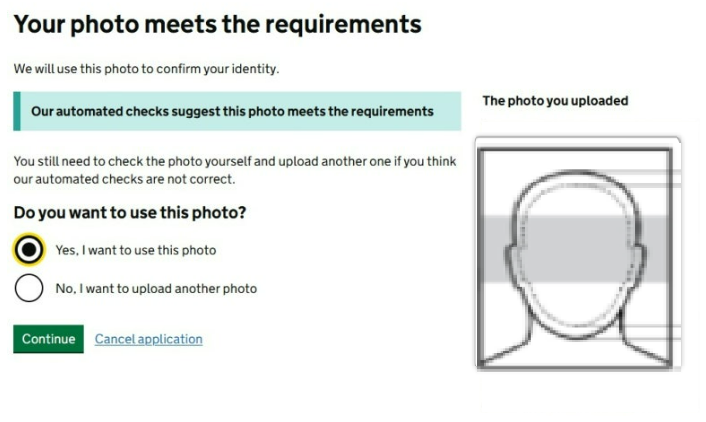 Your photo meets the requirements
We will use this photo to confirm your identity.
Our automated checks suggest this photo meets the requirements
The photo you uploaded
You still need to check the photo yourself and upload another one if you think
our automated checks are not correct.
Do you want to use this photo?
Yes, I want to use this photo
No, I want to upload another photo
Continue
Cancel application